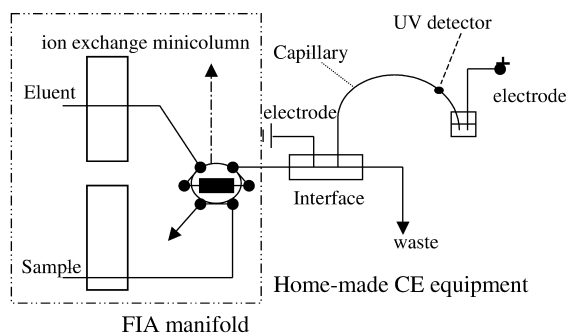 UV detector
ion exchange minicolumn
Capillary
Eluent
electrode
electrode
Interface
waste
Sample
Home-made CE equipment
FIA manifold